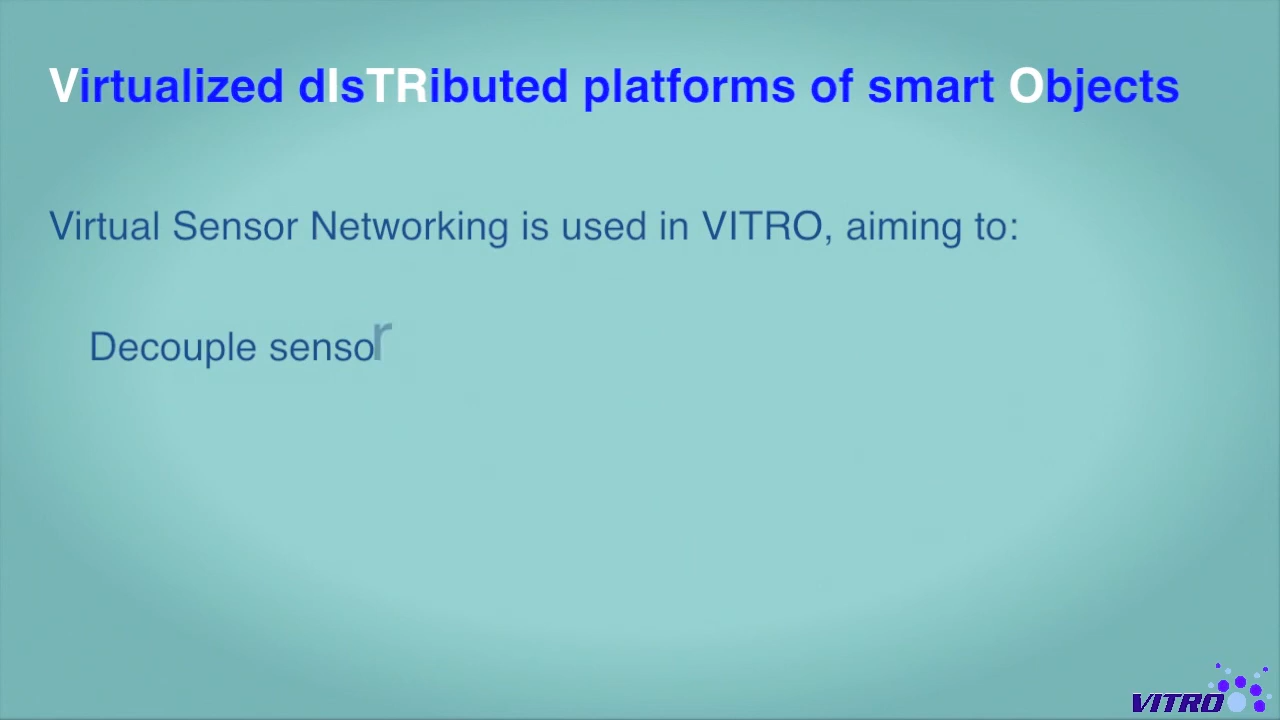 Virtualized dIsTRibuted platforms of smart Objects
Virtual Sensor Networking is used in VITRO, aiming to:
Decouple sensor
VITRO